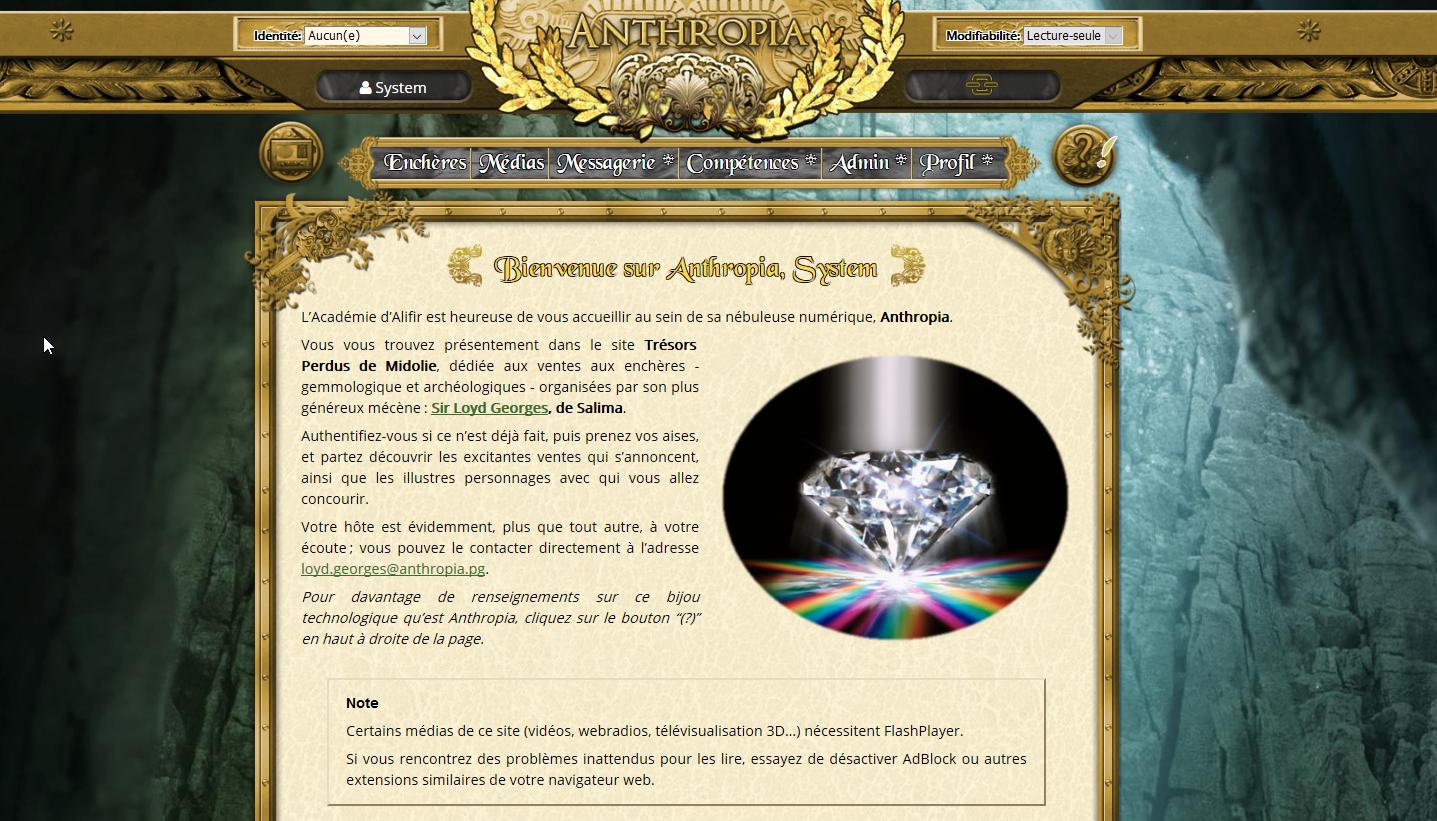 Identité: Aucun(e)
ANTHROPIA
Modifiabilité: Lecture-seule
System
Enchères Médias Messagerie * Compétences * Admin * Profil *
Bienvenue sur Anthropia, System
L’Académie d’Alifir est heureuse de vous accueillir au sein de sa nébuleuse numérique, Anthropia.
Vous vous trouvez présentement dans le site Trésors
Perdus de Midolie, dédiée aux ventes aux enchères -
gemmologique et archéologiques - organisées par son plus
généreux mécène : Sir Loyd Georges, de Salima.
Authentifiez-vous si ce n’est déjà fait, puis prenez vos aises,
et partez découvrir les excitantes ventes qui s’annoncent,
ainsi que les illustres personnages avec qui vous allez
concourir.
Votre hôte est évidemment, plus que tout autre, à votre
écoute ; vous pouvez le contacter directement à l’adresse
loyd.georges@anthropia.pg.
Pour davantage de renseignements sur ce bijou
technologique qu’est Anthropia, cliquez sur le bouton “(?)”
en haut à droite de la page.
Note
Certains médias de ce site (vidéos, webradios, télévisualisation 3D…) nécessitent FlashPlayer.
Si vous rencontrez des problèmes inattendus pour les lire, essayez de désactiver AdBlock ou autres
extensions similaires de votre navigateur web.